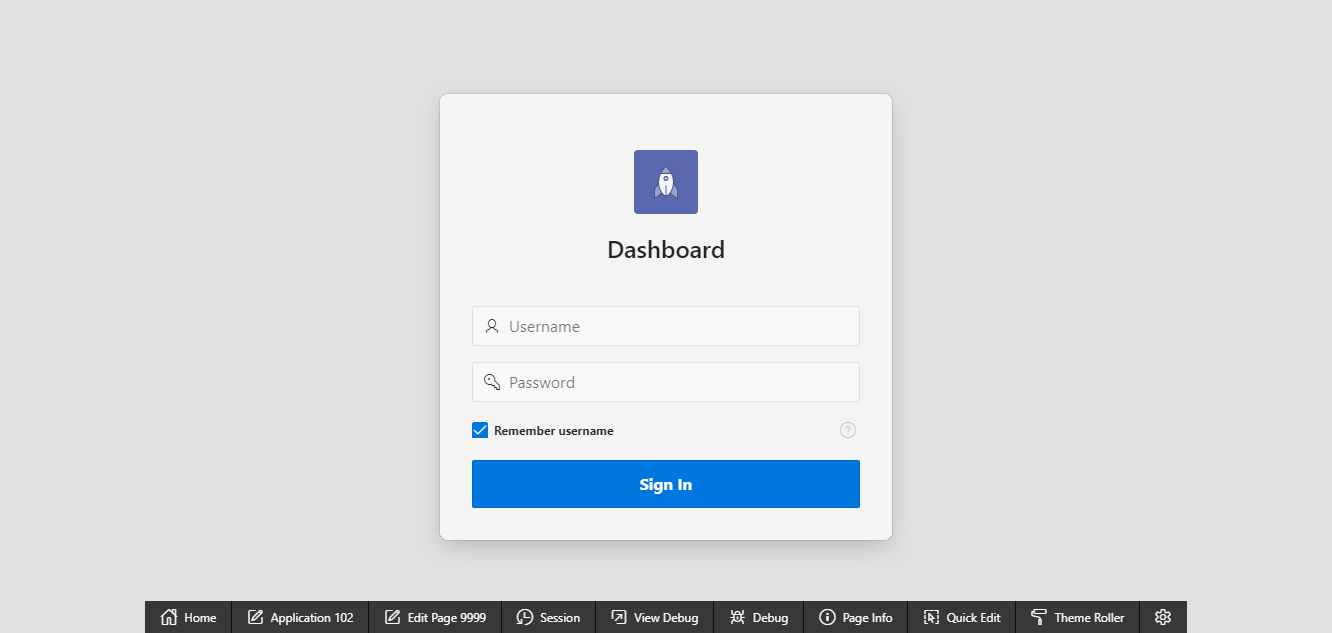 Dashboard
Username
Password
Remember username
Sign In
Home Application 102 Edit Page 9999 Session View Debug Debug Page Info Quick Edit Theme Roller